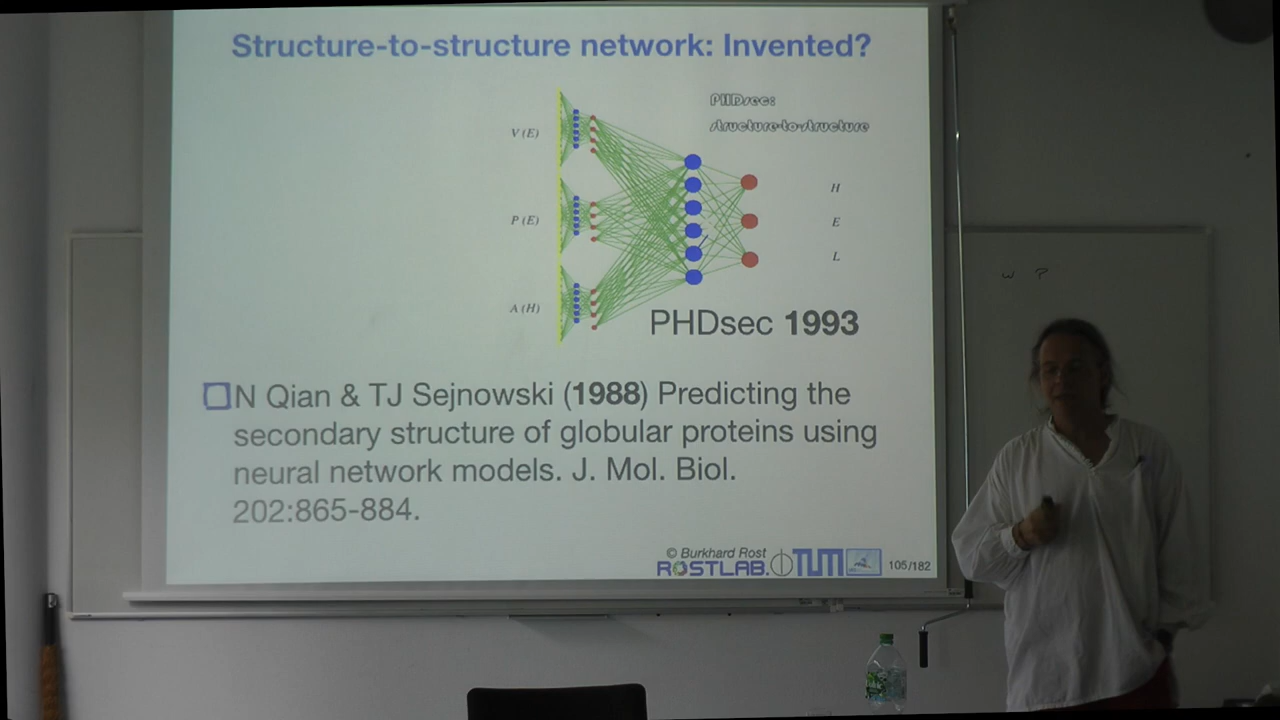 Structure-to-structure network: Invented?
PHDsec:
structure-to-structure
V (E)
P (E)
A (H)
H
E
L
PHDsec 1993
N Qian & TJ Sejnowski (1988) Predicting the
secondary structure of globular proteins using
neural network models. J. Mol. Biol.
202:865-884.
© Burkhard Rost
ROSTLAB. TUM
105/182
w ?